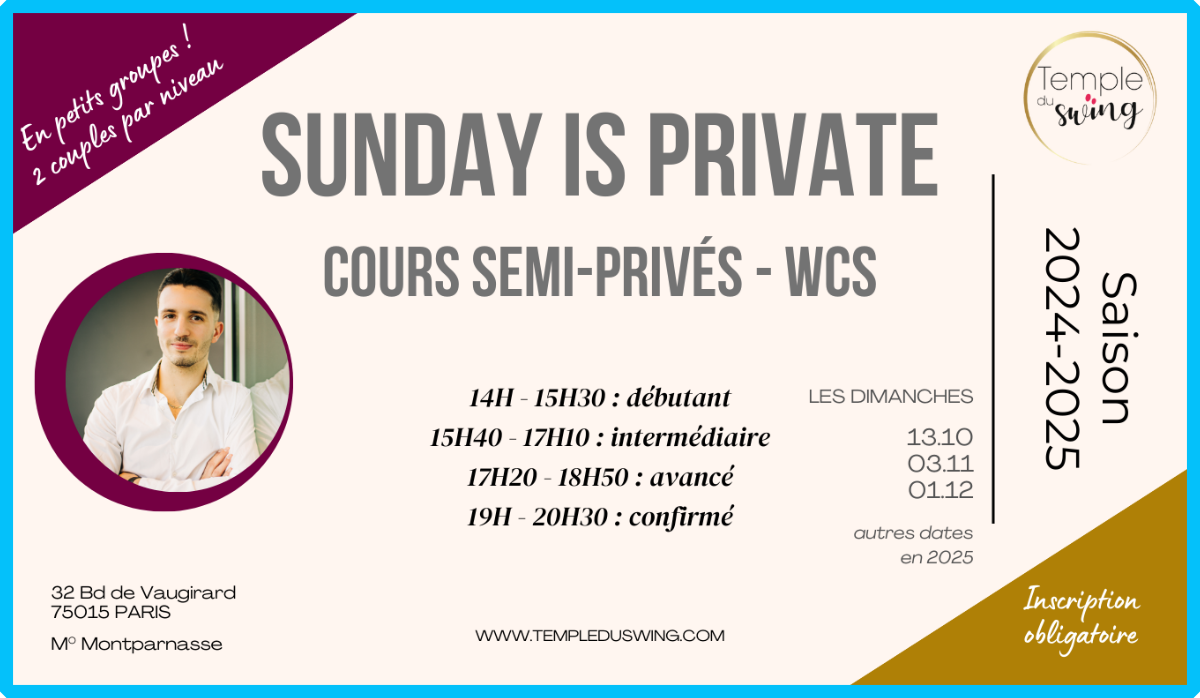 En petits groupes !
2 couples par niveau
Temple
du
swing
SUNDAY IS PRIVATE
COURS SEMI-PRIVÉS - WCS
Saison
2024-2025
14H - 15H30 : débutant
15H40 - 17H10 : intermédiaire
17H20 - 18H50 : avancé
19H - 20H30 : confirmé
LES DIMANCHES
13.10
03.11
01.12
autres dates
en 2025
32 Bd de Vaugirard
75015 PARIS
M° Montparnasse
WWW.TEMPLEDUSWING.COM
Inscription
obligatoire